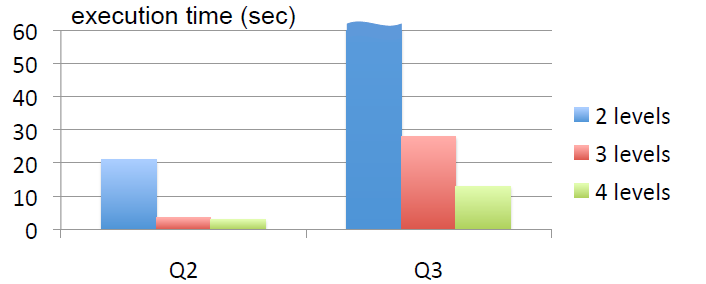 execution time (sec)
60
50
40
30
20
10
0
Q2
Q3
2 levels
3 levels
4 levels